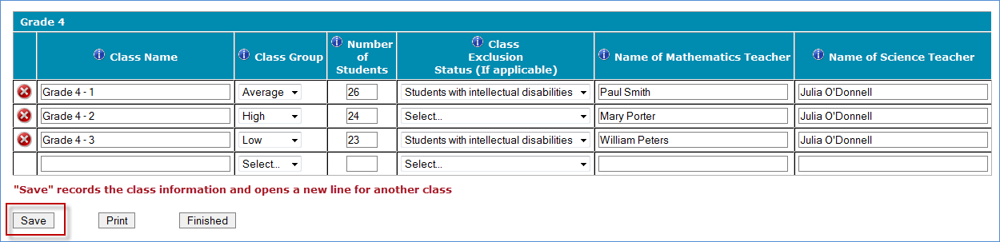 Grade 4
Class Name
Class Group
Number
of
Students
Class
Exclusion
Status (If applicable)
Name of Mathematics Teacher
Name of Science Teacher
Grade 4 - 1 Average 26 Students with intellectual disabilities Paul Smith Julia O'Donnell
Grade 4 - 2 High 24 Select... Mary Porter Julia O'Donnell
Grade 4 - 3 Low 23 Students with intellectual disabilities William Peters Julia O'Donnell
Select... Select...
"Save" records the class information and opens a new line for another class
Save Print Finished